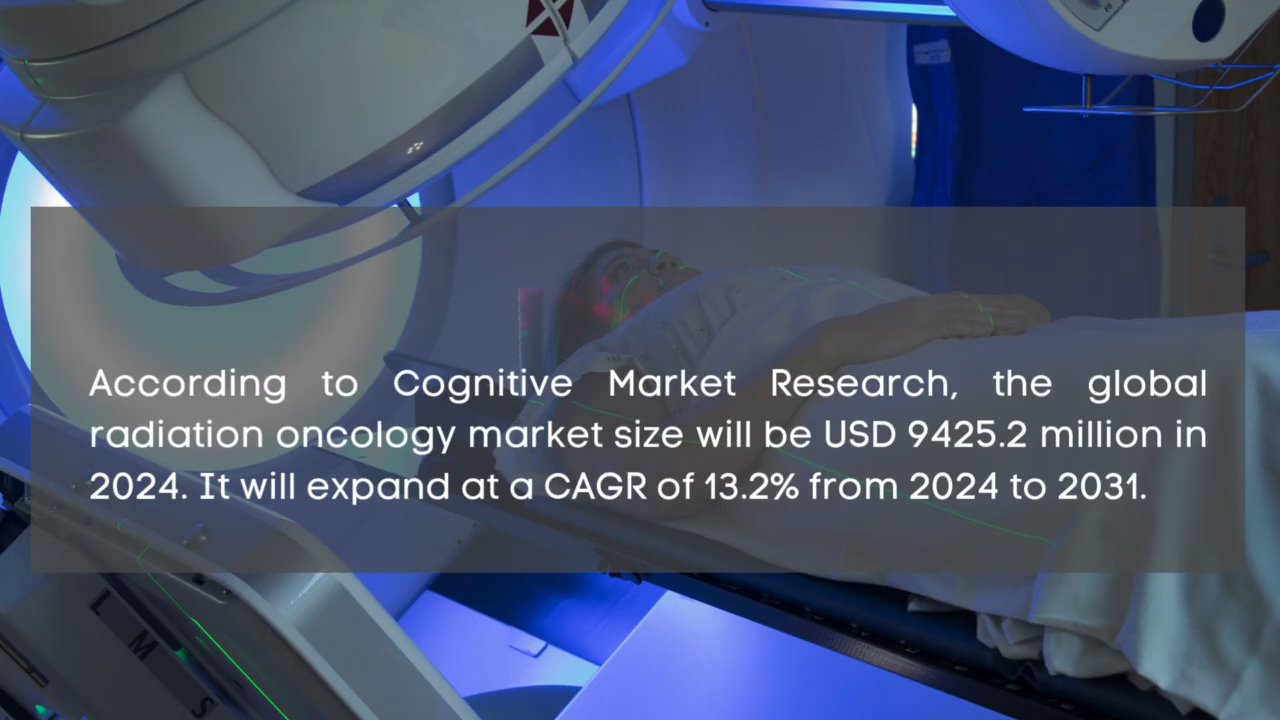 According to Cognitive Market Research, the global
radiation oncology market size will be USD 9425.2 million in
2024. It will expand at a CAGR of 13.2% from 2024 to 2031.
L
M
S